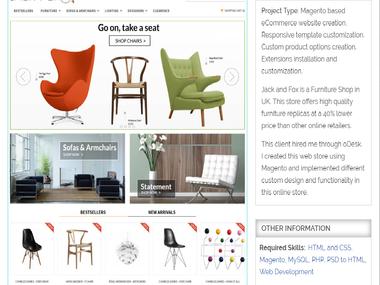 BESTSELLERS FURNITURE SOFAS & ARMCHAIRS LIGHTING DESIGNERS CLEARANCE
Go on, take a seat
SHOP CHAIRS >
Sofas & Armchairs
SHOP NOW >
Statement
SHOP NOW >
BESTSELLERS NEW ARRIVALS
Project Type: Magento based
eCommerce website creation.
Responsive template customization.
Custom product options creation.
Extensions installation and
customization.
Jack and Fox is a Furniture Shop in
UK. This store offers high quality
furniture replicas at a 40% lower
price than other online retailers.
This client hired me through oDesk.
I created this web store using
Magento and implemented different
custom design and functionality in
this online store.
OTHER INFORMATION
Required Skills: HTML and CSS,
Magento, MySQL, PHP, PSD to HTML,
Web Development